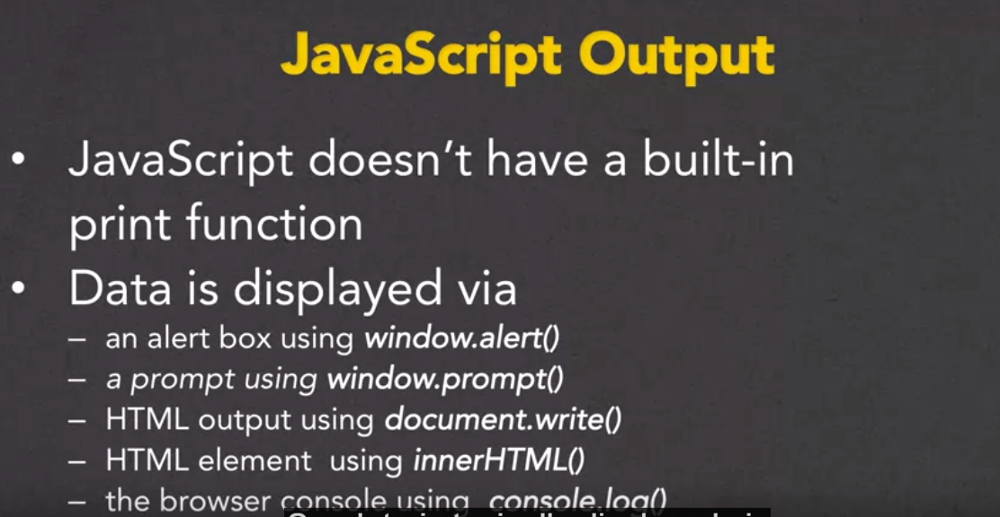 JavaScript Output
• JavaScript doesn't have a built-in
print function
• Data is displayed via
– an alert box using window.alert()
– a prompt using window.prompt()
– HTML output using document.write()
– HTML element  using innerHTML()
– the browser console using  console.log()